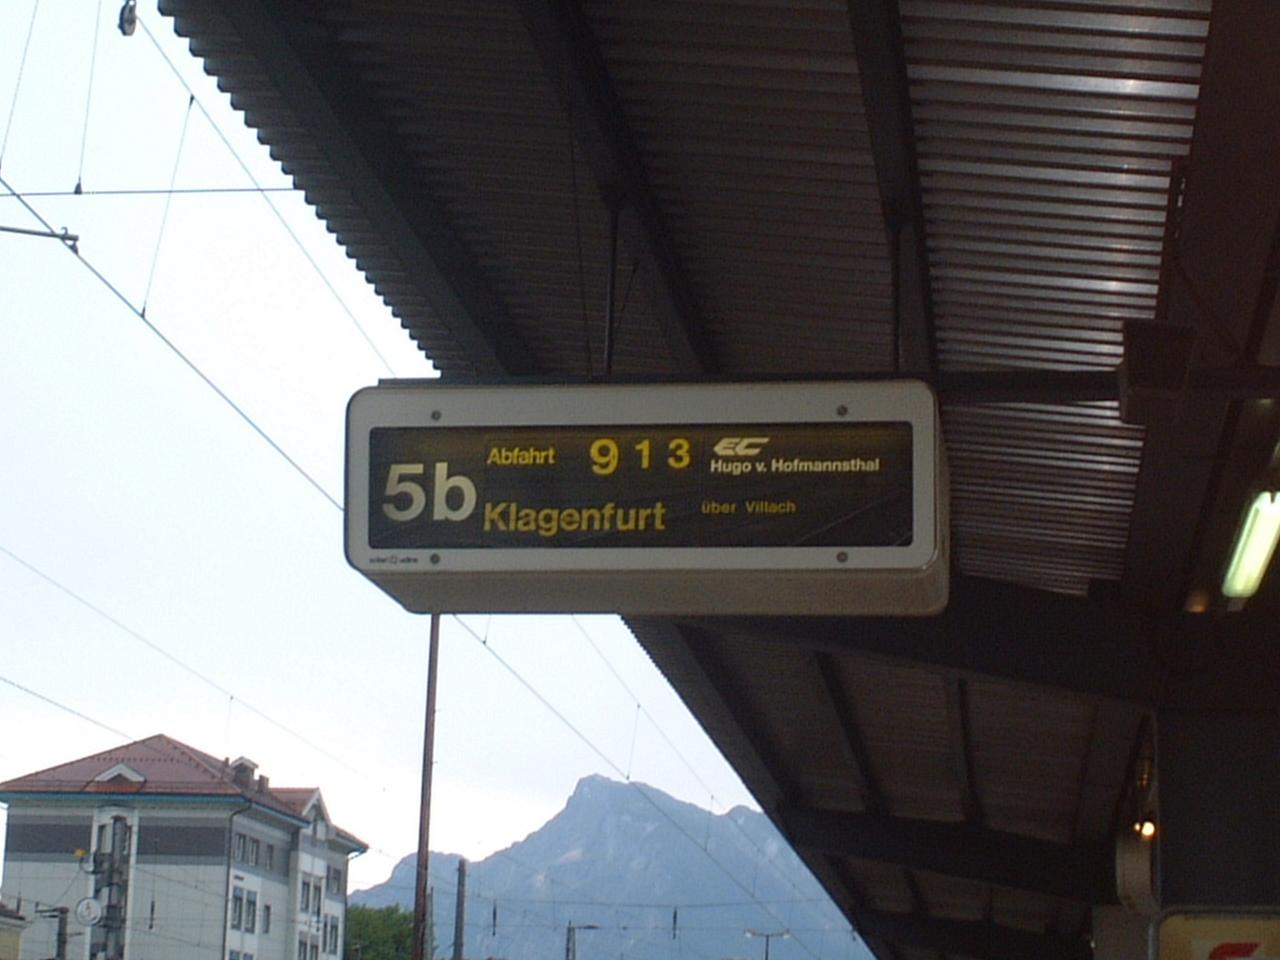 5b
Abfahrt 9 1 3 EC
Hugo v. Hofmannsthal
Klagenfurt über Villach